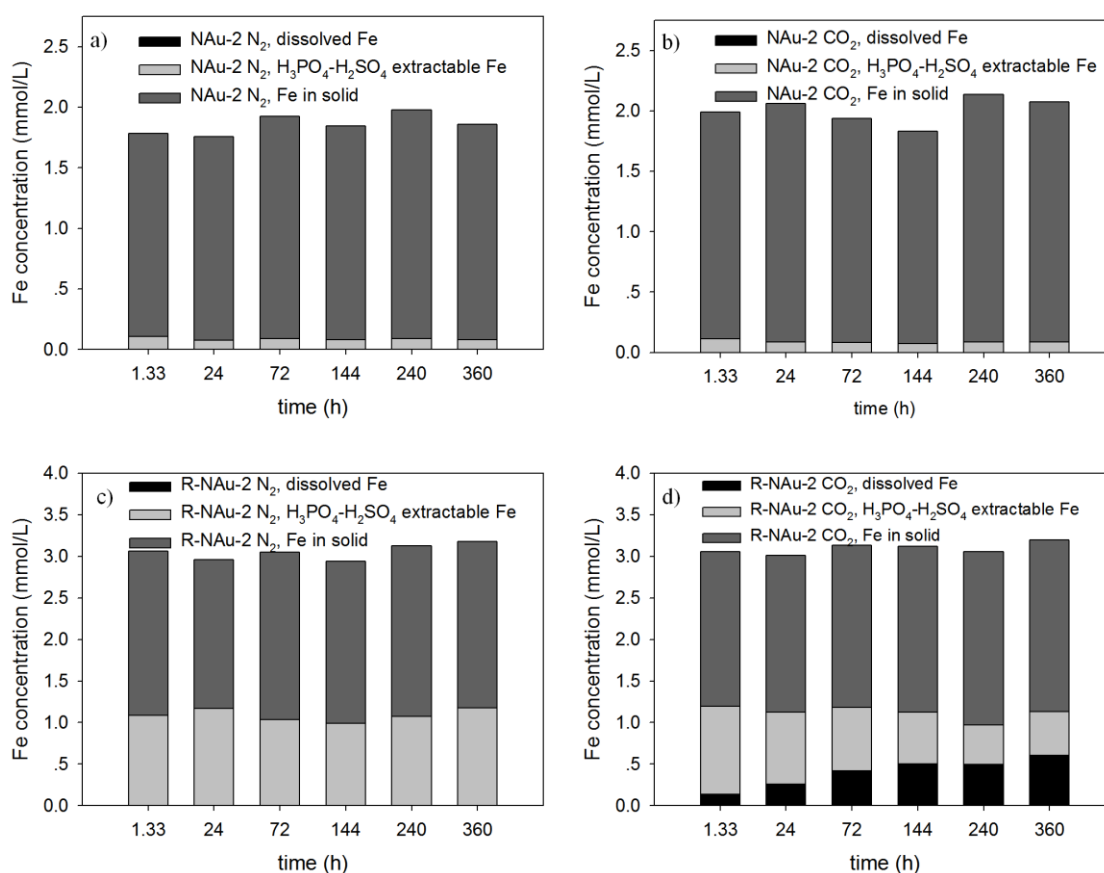 a)
NAu-2 N₂, dissolved Fe
NAu-2 N₂, H₃PO₄-H₂SO₄ extractable Fe
NAu-2 N₂, Fe in solid
Fe concentration (mmol/L)
2.5
2.0
1.5
1.0
.5
0.0
1.33 24 72 144 240 360
time (h)
b)
NAu-2 CO₂, dissolved Fe
NAu-2 CO₂, H₃PO₄-H₂SO₄ extractable Fe
NAu-2 CO₂, Fe in solid
Fe concentration (mmol/L)
2.5
2.0
1.5
1.0
.5
0.0
1.33 24 72 144 240 360
time (h)
c)
R-NAu-2 N₂, dissolved Fe
R-NAu-2 N₂, H₃PO₄-H₂SO₄ extractable Fe
R-NAu-2 N₂, Fe in solid
Fe concentration (mmol/L)
4.0
3.5
3.0
2.5
2.0
1.5
1.0
.5
0.0
1.33 24 72 144 240 360
time (h)
d)
R-NAu-2 CO₂, dissolved Fe
R-NAu-2 CO₂, H₃PO₄-H₂SO₄ extractable Fe
R-NAu-2 CO₂, Fe in solid
Fe concentration (mmol/L)
4.0
3.5
3.0
2.5
2.0
1.5
1.0
.5
0.0
1.33 24 72 144 240 360
time (h)